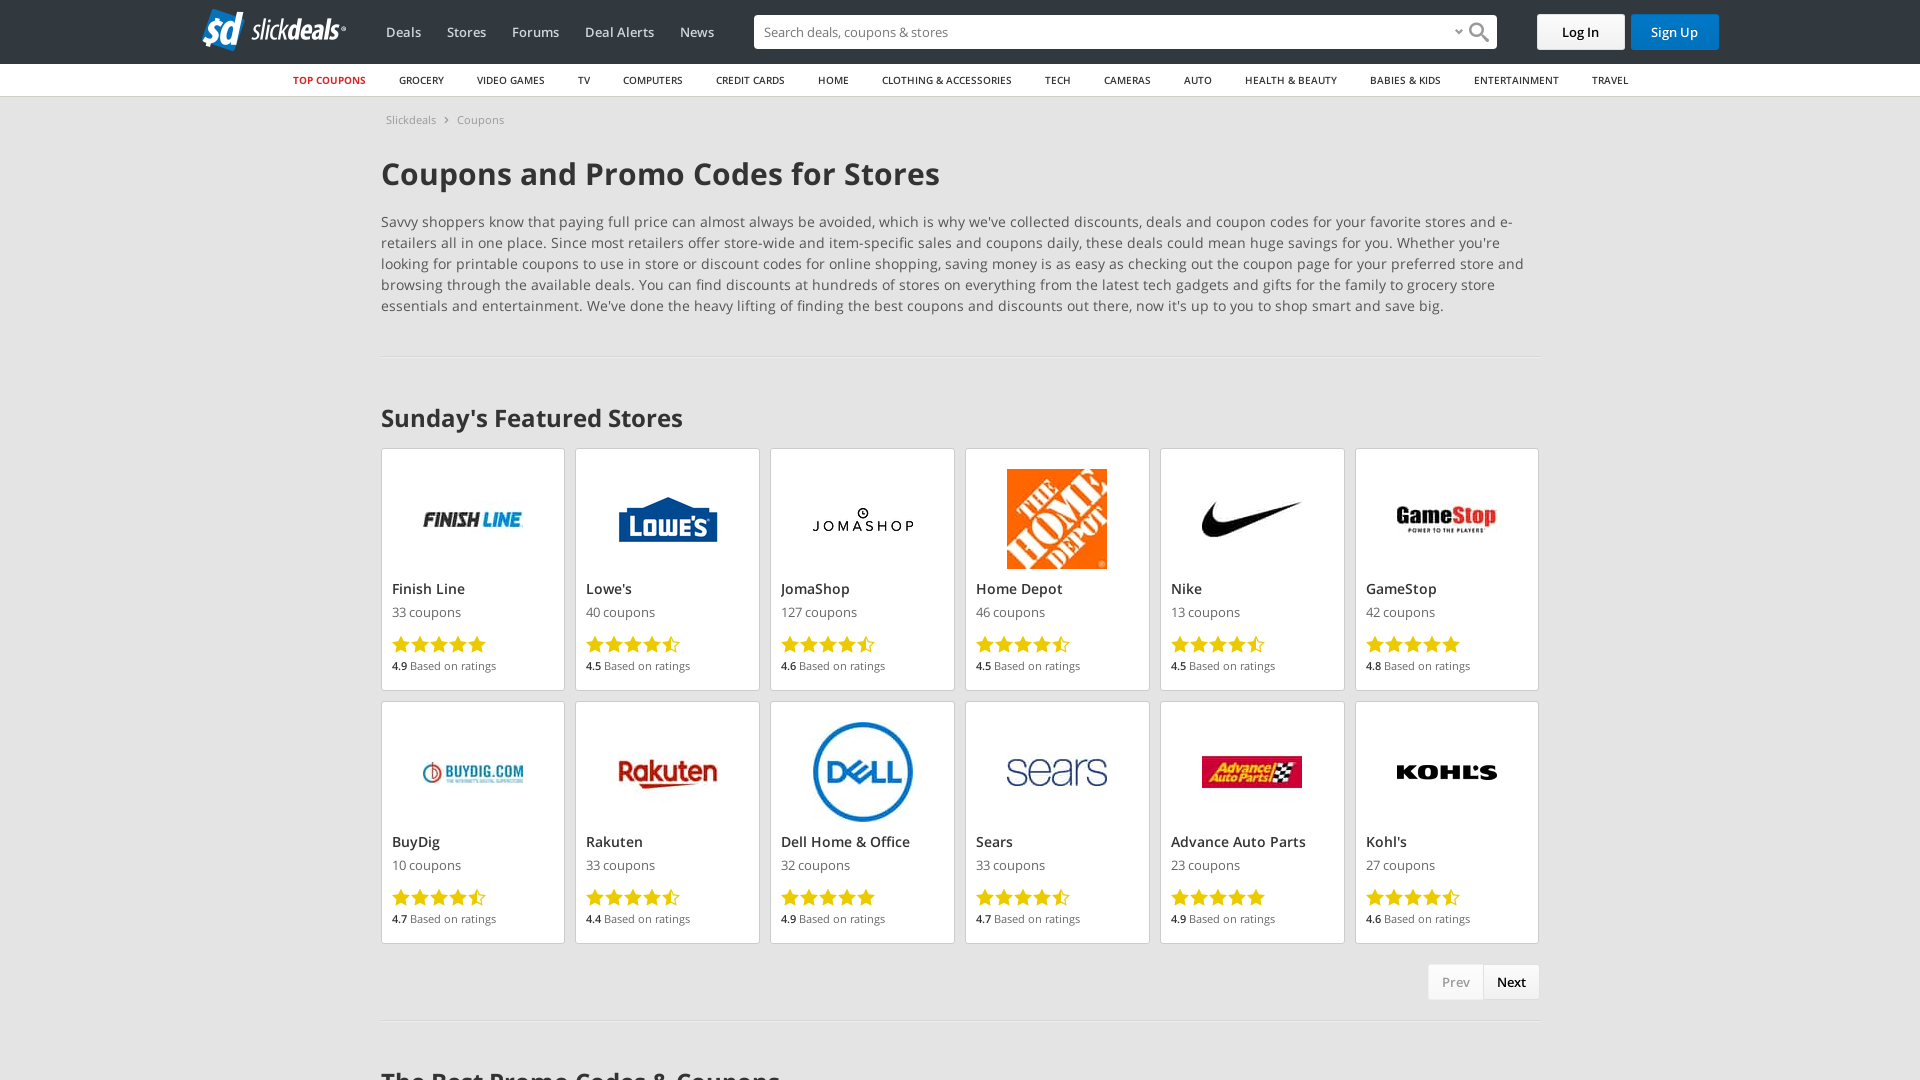 slickdeals
Deals
Stores
Forums
Deal Alerts
News
Search deals, coupons & stores
Log In
Sign Up
TOP COUPONS
GROCERY
VIDEO GAMES
TV
COMPUTERS
CREDIT CARDS
HOME
CLOTHING & ACCESSORIES
TECH
CAMERAS
AUTO
HEALTH & BEAUTY
BABIES & KIDS
ENTERTAINMENT
TRAVEL
Slickdeals › Coupons
Coupons and Promo Codes for Stores
Savvy shoppers know that paying full price can almost always be avoided, which is why we've collected discounts, deals and coupon codes for your favorite stores and e-
retailers all in one place. Since most retailers offer store-wide and item-specific sales and coupons daily, these deals could mean huge savings for you. Whether you're
looking for printable coupons to use in store or discount codes for online shopping, saving money is as easy as checking out the coupon page for your preferred store and
browsing through the available deals. You can find discounts at hundreds of stores on everything from the latest tech gadgets and gifts for the family to grocery store
essentials and entertainment. We've done the heavy lifting of finding the best coupons and discounts out there, now it's up to you to shop smart and save big.
Sunday's Featured Stores
FINISH LINE
Finish Line
33 coupons
4.9 Based on ratings
LOWE'S
Lowe's
40 coupons
4.5 Based on ratings
JOMASHOP
JomaShop
127 coupons
4.6 Based on ratings
THE HOME DEPOT
Home Depot
46 coupons
4.5 Based on ratings
Nike
13 coupons
4.5 Based on ratings
GameStop
POWER TO THE PLAYERS
GameStop
42 coupons
4.8 Based on ratings
BUYDIG.COM
THE INTERNET'S DIGITAL SUPERSTORE
BuyDig
10 coupons
4.7 Based on ratings
Rakuten
Rakuten
33 coupons
4.4 Based on ratings
DELL
Dell Home & Office
32 coupons
4.9 Based on ratings
sears
Sears
33 coupons
4.7 Based on ratings
Advance
Auto Parts
Advance Auto Parts
23 coupons
4.9 Based on ratings
KOHL'S
Kohl's
27 coupons
4.6 Based on ratings
Prev
Next
The Best Promo Codes & Coupons